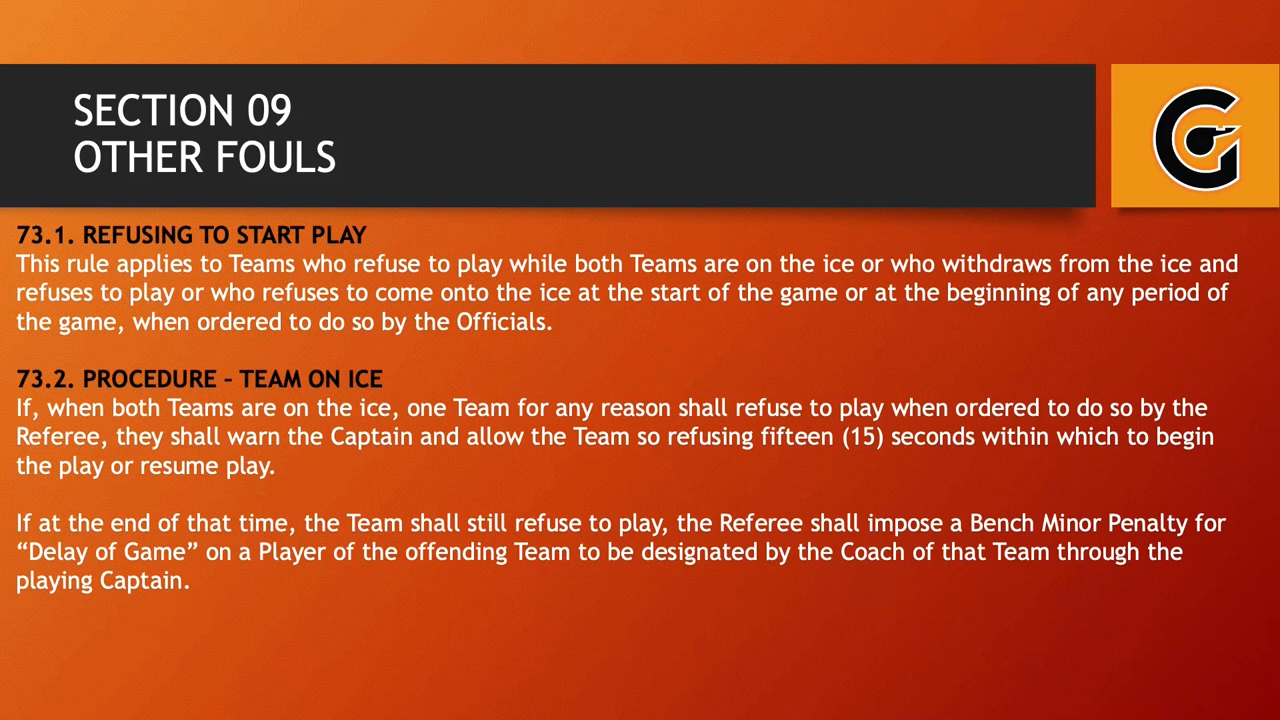 SECTION 09
OTHER FOULS
73.1. REFUSING TO START PLAY
This rule applies to Teams who refuse to play while both Teams are on the ice or who withdraws from the ice and
refuses to play or who refuses to come onto the ice at the start of the game or at the beginning of any period of
the game, when ordered to do so by the Officials.
73.2. PROCEDURE – TEAM ON ICE
If, when both Teams are on the ice, one Team for any reason shall refuse to play when ordered to do so by the
Referee, they shall warn the Captain and allow the Team so refusing fifteen (15) seconds within which to begin
the play or resume play.
If at the end of that time, the Team shall still refuse to play, the Referee shall impose a Bench Minor Penalty for
“Delay of Game” on a Player of the offending Team to be designated by the Coach of that Team through the
playing Captain.